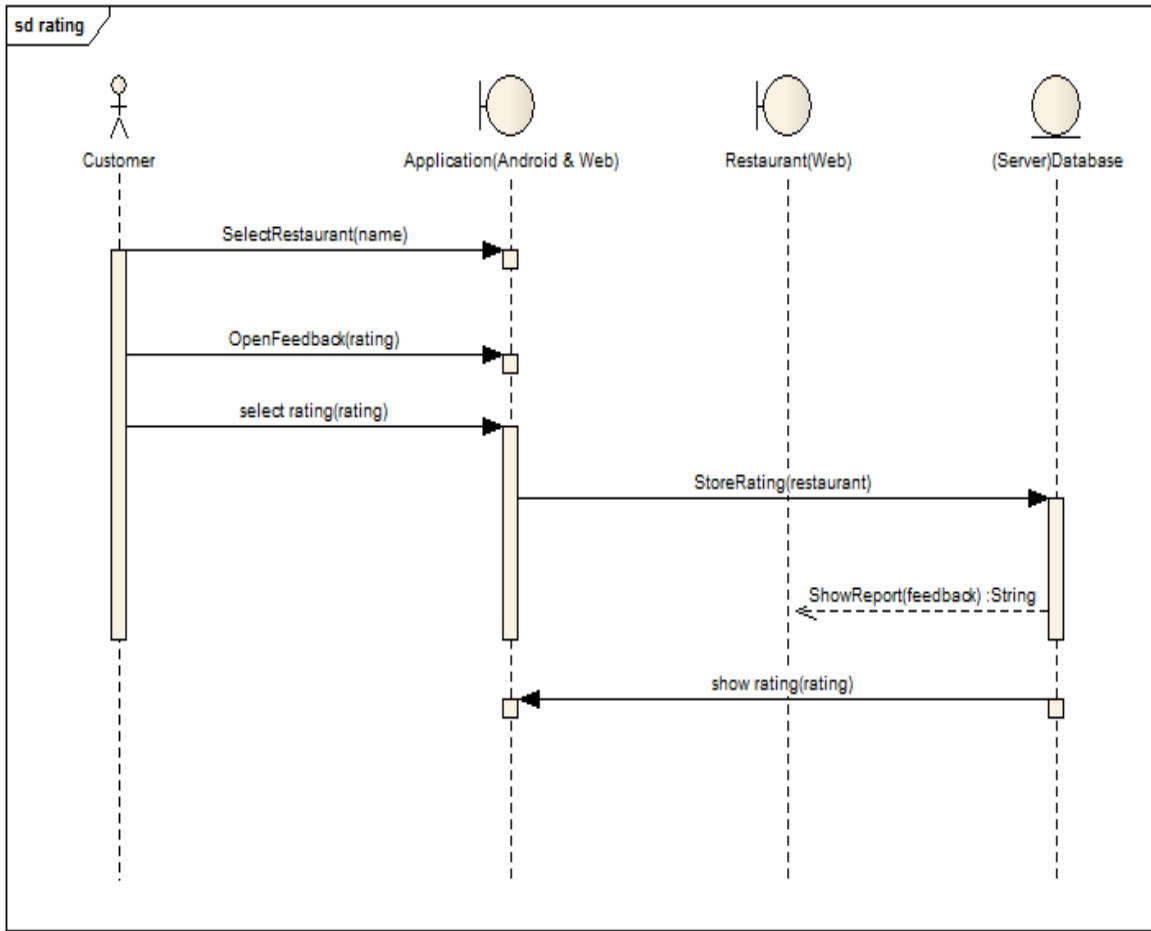 sd rating
Customer
Application(Android & Web)
Restaurant(Web)
(Server)Database
SelectRestaurant(name)
OpenFeedback(rating)
select rating(rating)
StoreRating(restaurant)
ShowReport(feedback) :String
show rating(rating)